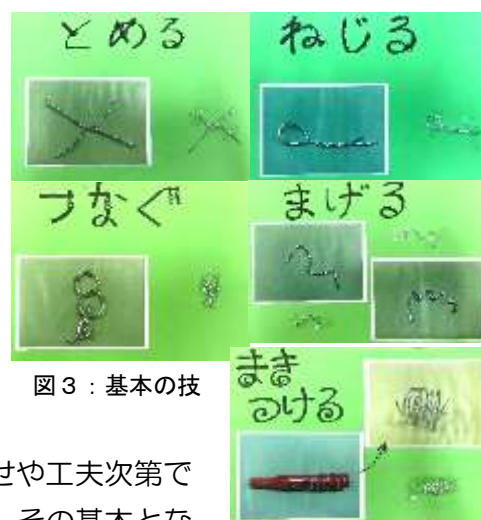 とめる
ねじる
つなぐ
まげる
図３：基本の技
まき
つける
せや工夫次第で
その基本とな